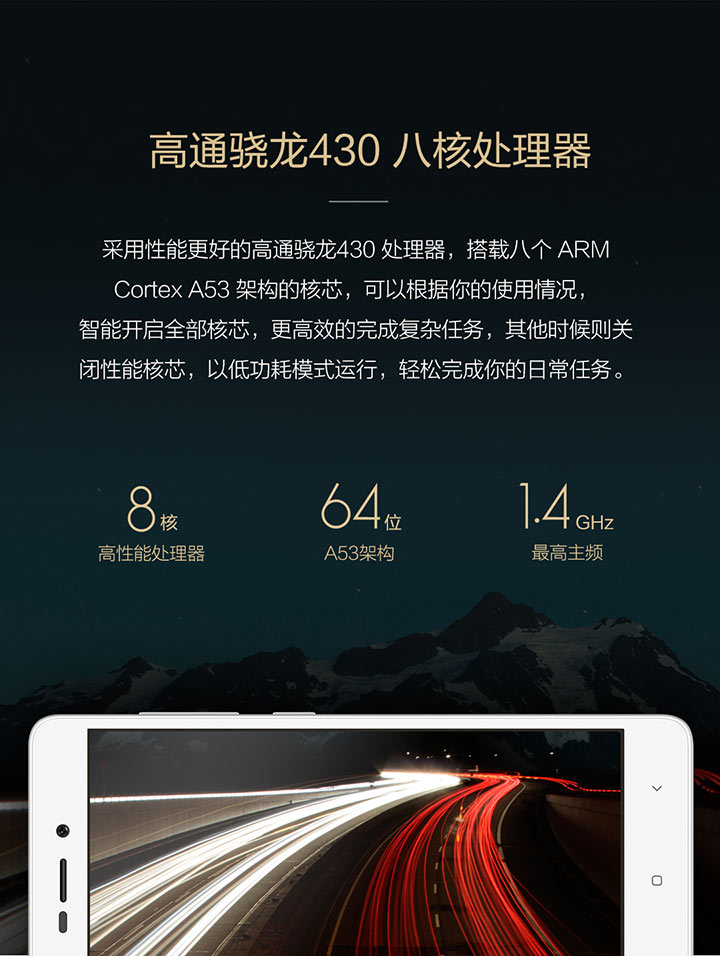 高通骁龙430 八核处理器
采用性能更好的高通骁龙430 处理器，搭载八个 ARM
Cortex A53 架构的核芯，可以根据你的使用情况，
智能开启全部核芯，更高效的完成复杂任务，其他时候则关
闭性能核芯，以低功耗模式运行，轻松完成你的日常任务。
8核 64位 1.4GHz
高性能处理器 A53架构 最高主频